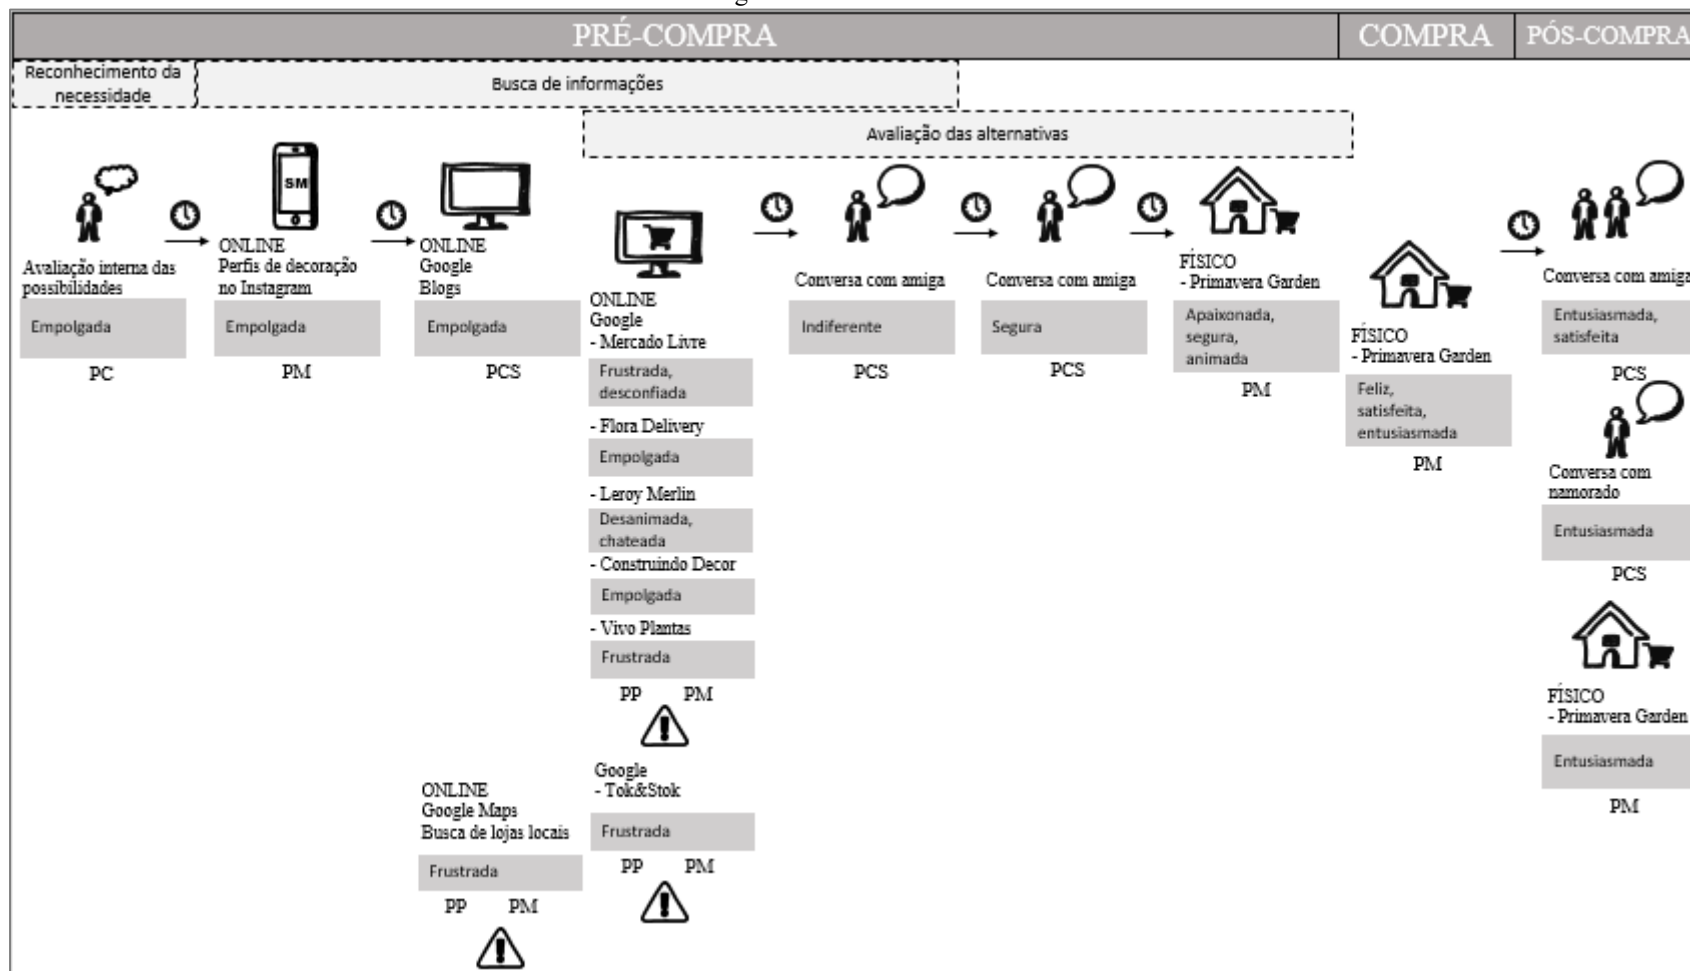 PRÉ-COMPRA
COMPRA
PÓS-COMPRA
Reconhecimento da
necessidade
Busca de informações
Avaliação das alternativas
Avaliação interna das
possibilidades
Empolgada
PC
SM
ONLINE
Perfis de decoração
no Instagram
Empolgada
PM
ONLINE
Google
Blogs
Empolgada
PCS
ONLINE
Google Maps
Busca de lojas locais
Frustrada
PP PM
ONLINE
Google
- Mercado Livre
Frustrada,
desconfiada
- Flora Delivery
Empolgada
- Leroy Merlin
Desanimada,
chateada
- Construindo Decor
Empolgada
- Vivo Plantas
Frustrada
PP PM
Google
- Tok&Stok
Frustrada
PP PM
Conversa com amiga
Indiferente
PCS
Conversa com amiga
Segura
PCS
FÍSICO
- Primavera Garden
Apaixonada,
segura,
animada
PM
FÍSICO
- Primavera Garden
Feliz,
satisfeita,
entusiasmada
PM
Conversa com amiga
Entusiasmada,
satisfeita
PCS
Conversa com
namorado
Entusiasmada
PCS
FÍSICO
- Primavera Garden
Entusiasmada
PM